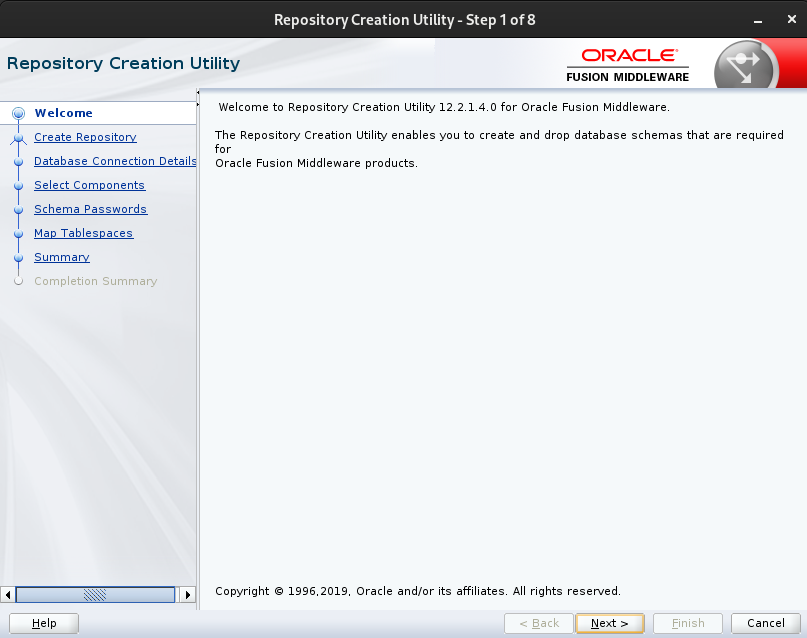 Repository Creation Utility - Step 1 of 8
Repository Creation Utility
ORACLE
FUSION MIDDLEWARE
Welcome
Create Repository
Database Connection Details
Select Components
Schema Passwords
Map Tablespaces
Summary
Completion Summary
Welcome to Repository Creation Utility 12.2.1.4.0 for Oracle Fusion Middleware.
The Repository Creation Utility enables you to create and drop database schemas that are required
for
Oracle Fusion Middleware products.
Copyright © 1996,2019, Oracle and/or its affiliates. All rights reserved.
Help
< Back
Next >
Finish
Cancel